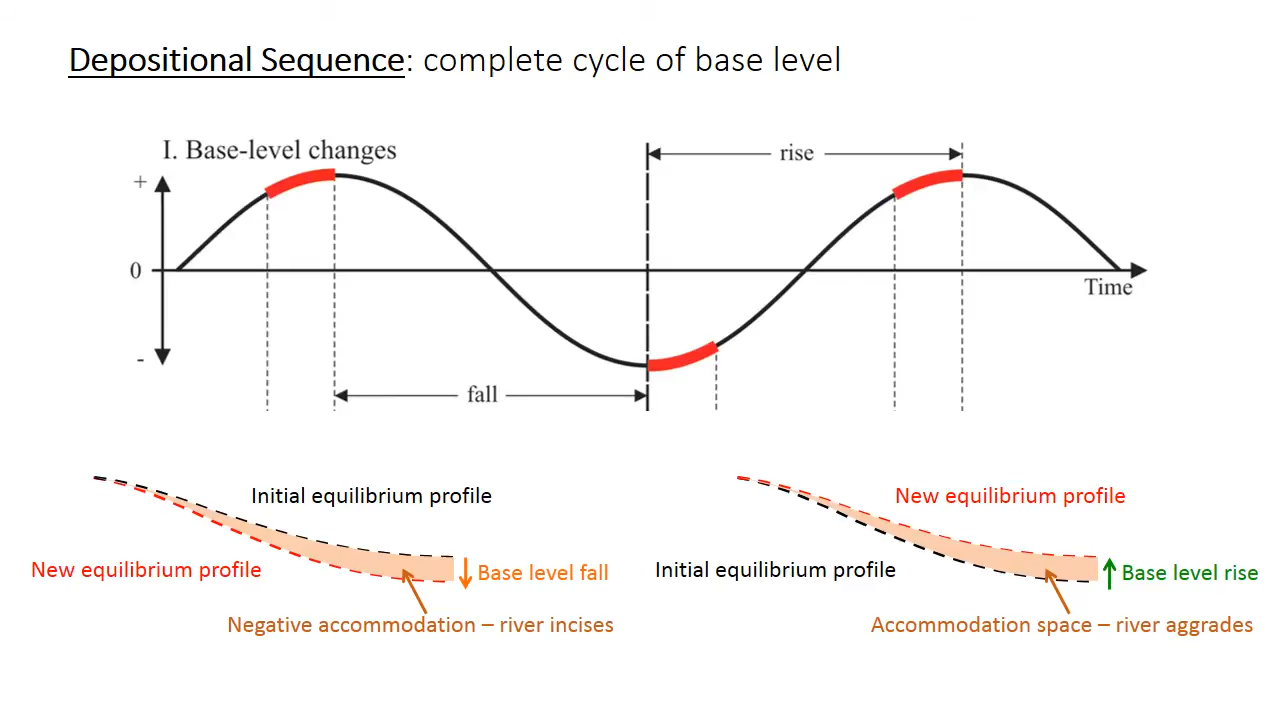 Depositional Sequence: complete cycle of base level
I. Base-level changes
rise
+
0
Time
-
fall
Initial equilibrium profile
New equilibrium profile
Base level fall
Negative accommodation – river incises
New equilibrium profile
Initial equilibrium profile
Base level rise
Accommodation space – river aggrades